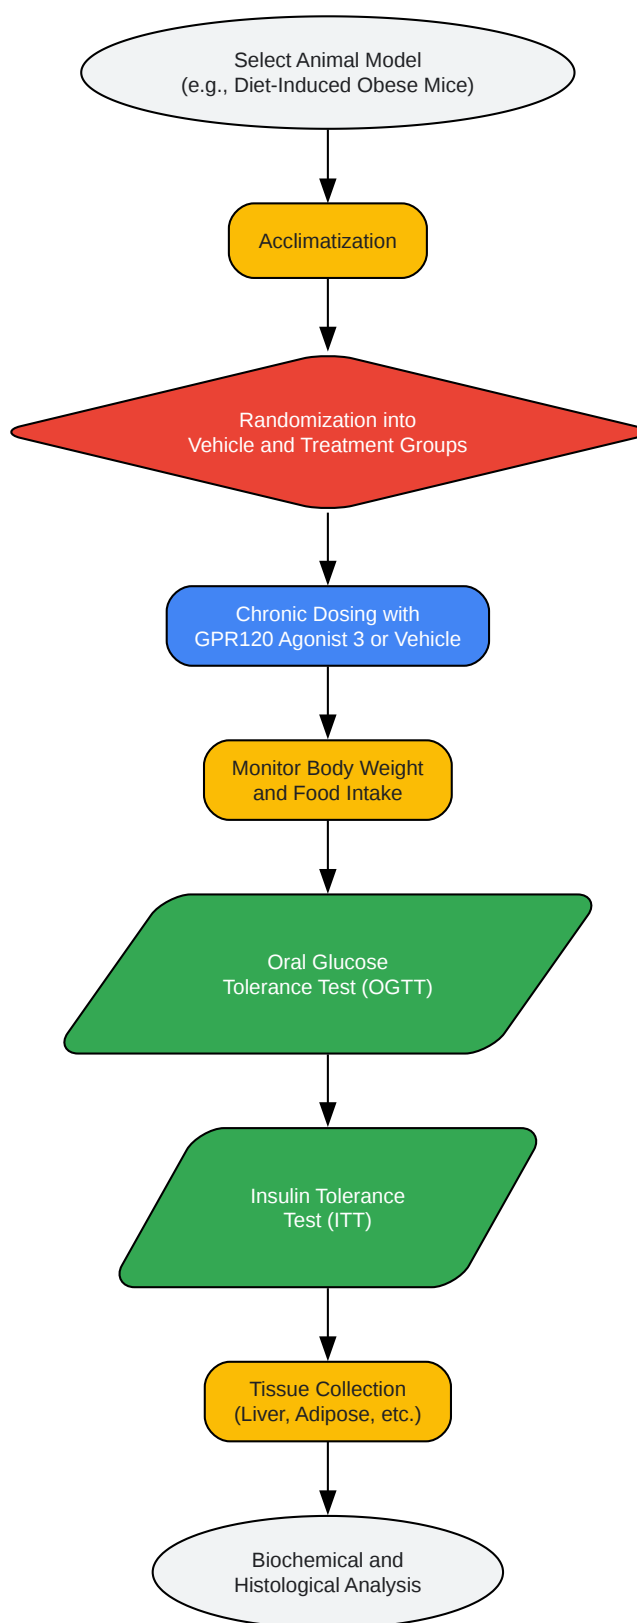 Select Animal Model
(e.g., Diet-Induced Obese Mice)
Acclimatization
Randomization into
Vehicle and Treatment Groups
Chronic Dosing with
GPR120 Agonist 3 or Vehicle
Monitor Body Weight
and Food Intake
Oral Glucose
Tolerance Test (OGTT)
Insulin Tolerance
Test (ITT)
Tissue Collection
(Liver, Adipose, etc.)
Biochemical and
Histological Analysis